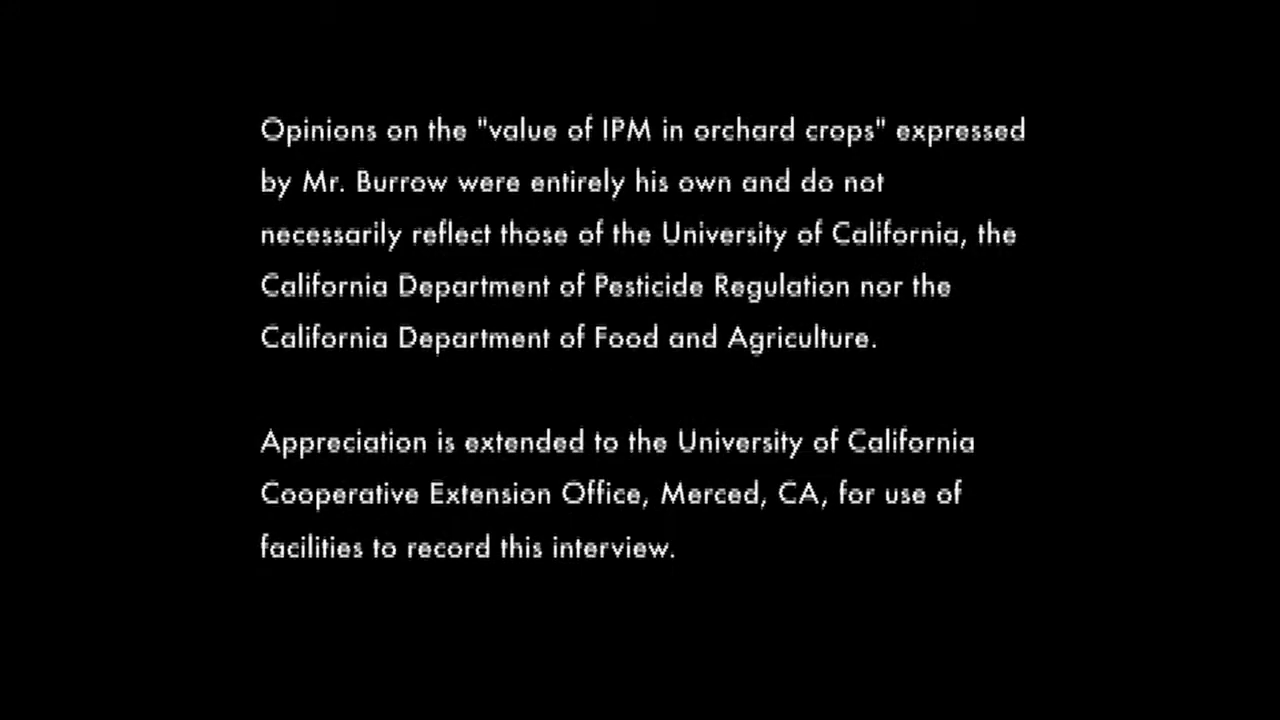 Opinions on the "value of IPM in orchard crops" expressed
by Mr. Burrow were entirely his own and do not
necessarily reflect those of the University of California, the
California Department of Pesticide Regulation nor the
California Department of Food and Agriculture.
Appreciation is extended to the University of California
Cooperative Extension Office, Merced, CA, for use of
facilities to record this interview.